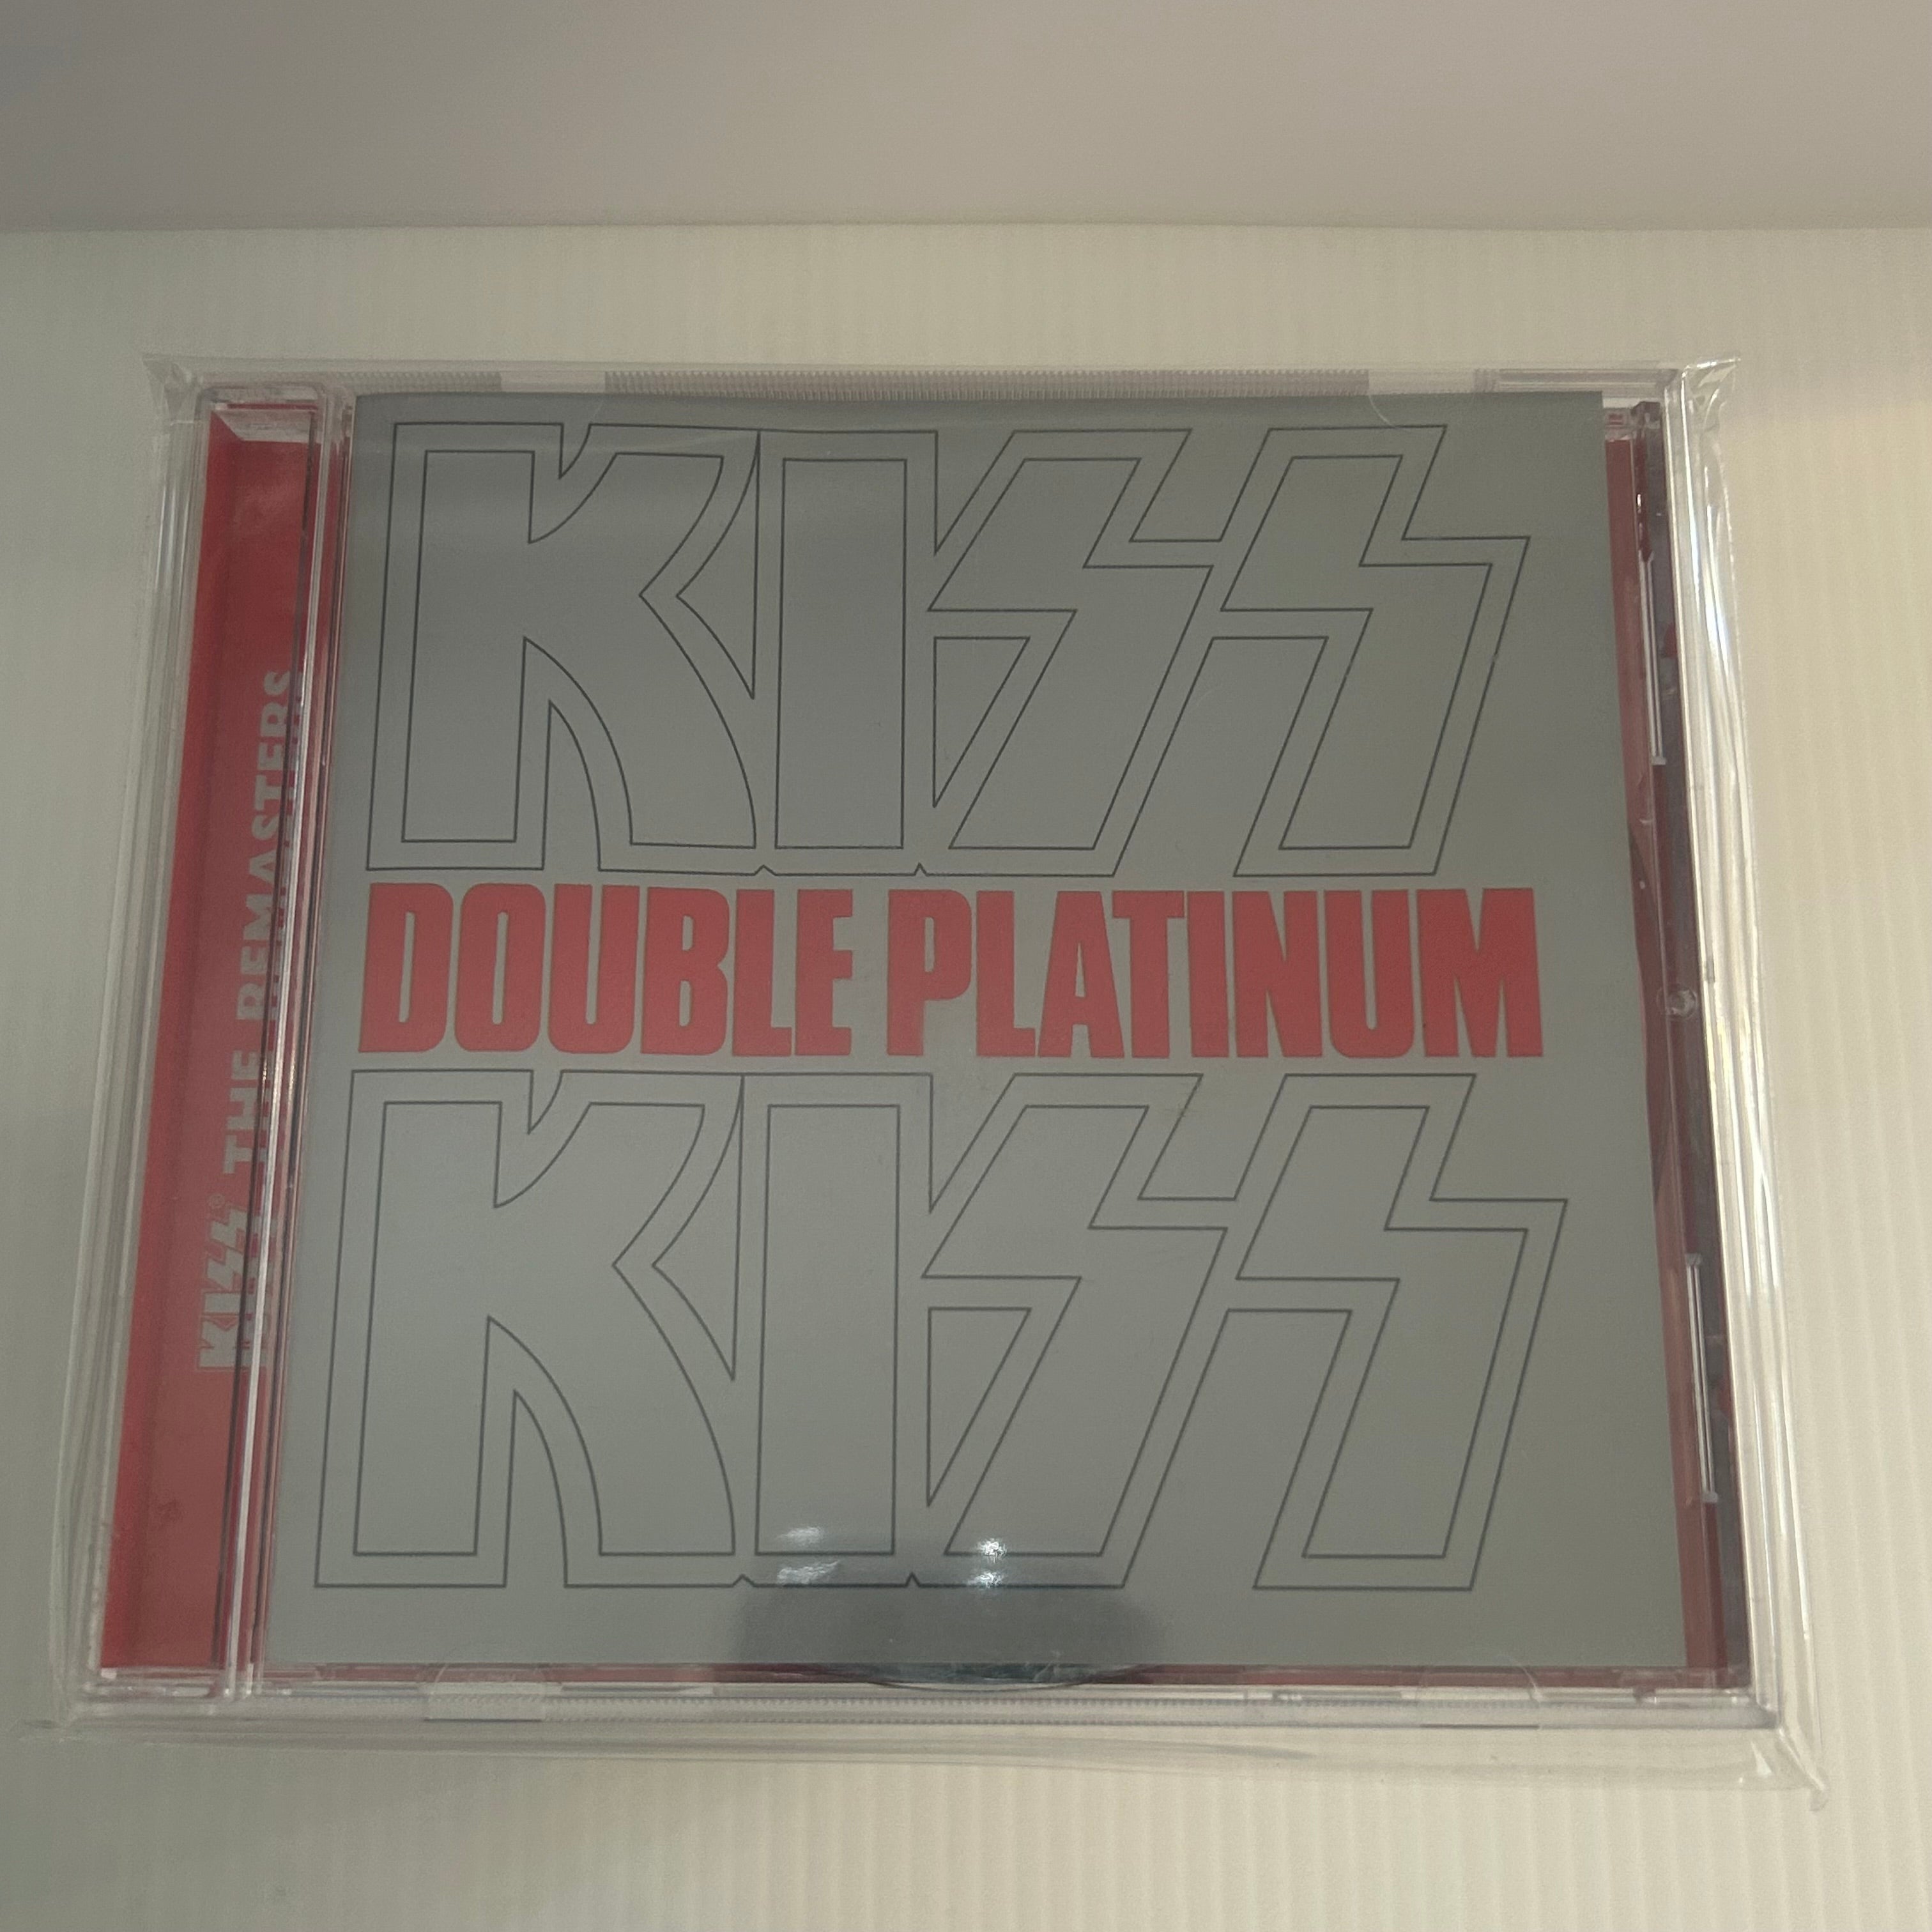 KISS
DOUBLE PLATINUM
KISS
KISS® THE REMASTERS